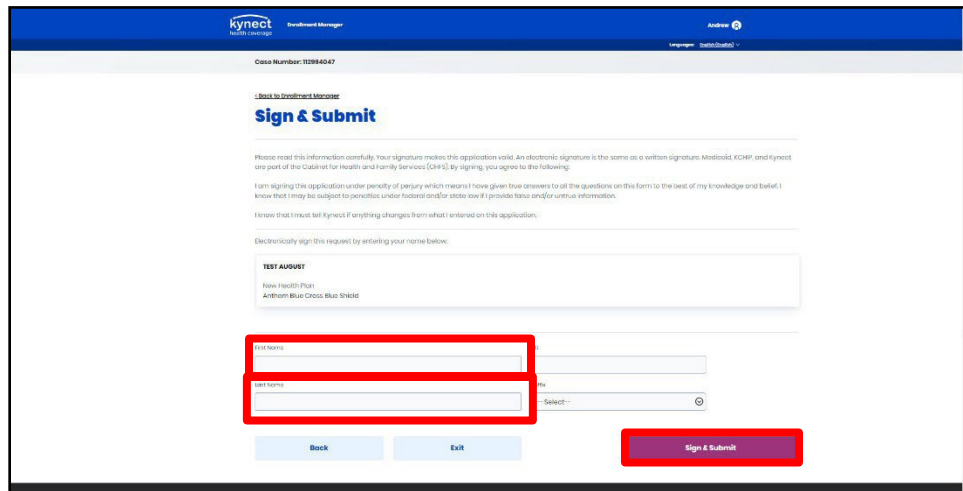 kynect
health coverage
Enrollment Manager
Andrew
Languages: English (English)
Case Number: 112994047
< Back to Enrollment Manager
Sign & Submit
Please read this information carefully. Your signature makes this application valid. An electronic signature is the same as a written signature. Medicaid, KCHIP, and Kynect
are part of the Cabinet for Health and Family Services (CHFS). By signing, you agree to the following:
I am signing this application under penalty of perjury which means I have given true answers to all the questions on this form to the best of my knowledge and belief. I
know that I may be subject to penalties under federal and/or state law if I provide false and/or untrue information.
I know that I must tell Kynect if anything changes from what I entered on this application.
Electronically sign this request by entering your name below:
TEST AUGUST
New Health Plan
Anthem Blue Cross Blue Shield
First Name
Last Name
--Select--
Back
Exit
Sign & Submit